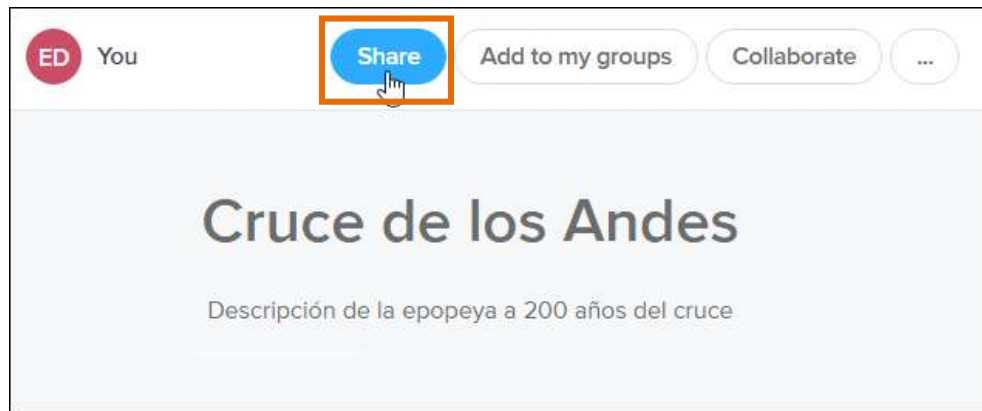 ED You Share Add to my groups Collaborate ...
Cruce de los Andes
Descripción de la epopeya a 200 años del cruce